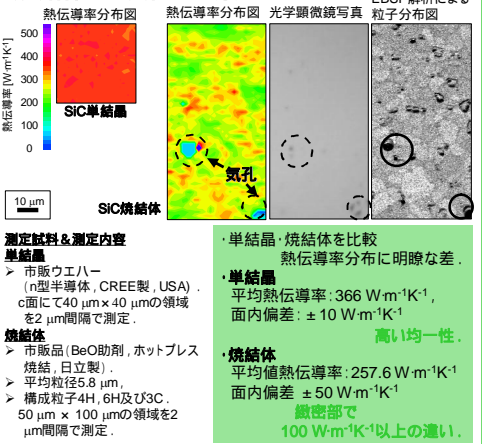 EBSP解析による
熱伝導率分布図
熱伝導率分布図
光学顕微鏡写真
粒子分布図
熱伝導率 [W·m-1K-1]
500
400
300
200
100
0
SiC単結晶
気孔
10 μm
SiC焼結体
測定試料&測定内容
単結晶
➢ 市販ウエハー
(n型半導体,CREE製,USA).
c面にて40 μm×40 μmの領域
を2 μm間隔で測定.
焼結体
➢ 市販品(BeO助剤,ホットプレス
焼結,日立製).
➢ 平均粒径5.8 μm,
➢ 構成粒子4H,6H及び3C.
50 μm × 100 μmの領域を2
μm間隔で測定.
·単結晶·焼結体を比較
熱伝導率分布に明瞭な差.
·単結晶
平均熱伝導率:366 W·m-1K-1,
面内偏差:±10 W·m-1K-1
高い均一性.
·焼結体
平均値熱伝導率:257.6 W·m-1K-1
面内偏差 ±50 W·m-1K-1
緻密部で
100 W·m-1K-1以上の違い.